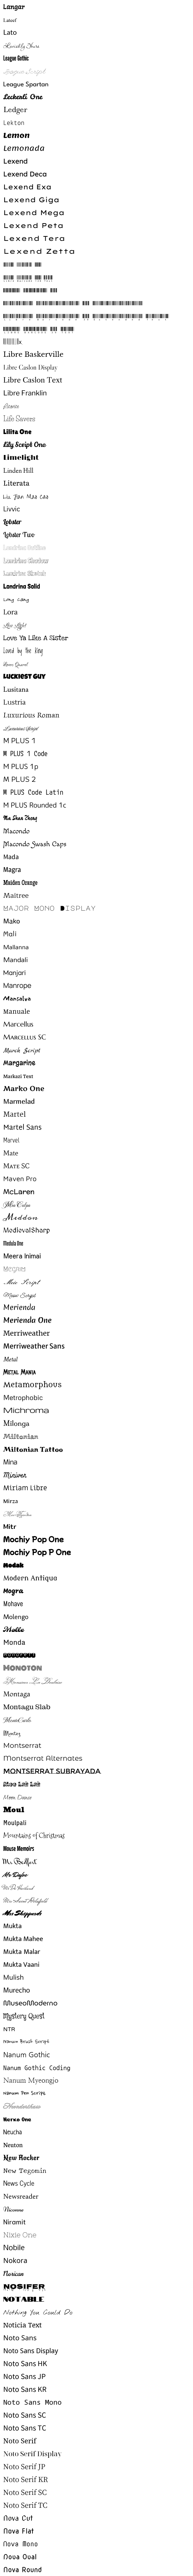 Langar
Lateef
Lato
League Gothic
League Script
League Spartan
Leckerli One
Ledger
Lekton
Lemon
Lemonada
Lexend
Lexend Deca
Lexend Exa
Lexend Giga
Lexend Mega
Lexend Peta
Lexend Tera
Lexend Zetta
Libre Baskerville
Libre Caslon Display
Libre Caslon Text
Libre Franklin
Licorice
Life Savers
Lilita One
Lily Script One
Limelight
Linden Hill
Literata
Liu Jian Mao Cao
Livvic
Lobster
Lobster Two
Londrina Outline
Londrina Shadow
Londrina Sketch
Londrina Solid
Long Cang
Lora
Love Light
Love Ya Like A Sister
Loved by the King
Lovers Quarrel
Luckiest Guy
Lusitana
Lustria
Luxurious Roman
Luxurious Script
M PLUS 1
M PLUS 1 Code
M PLUS 1p
M PLUS 2
M PLUS Code Latin
M PLUS Rounded 1c
Ma Shan Zheng
Macondo
Macondo Swash Caps
Mada
Magra
Maiden Orange
Maitree
Major Mono Display
Mako
Mali
Mallanna
Mandali
Manjari
Manrope
Mansalva
Manuale
Marcellus
Marcellus SC
Marck Script
Margarine
Markazi Text
Marko One
Marmelad
Martel
Martel Sans
Marvel
Mate
Mate SC
Maven Pro
McLaren
Mea Culpa
Meddon
MedievalSharp
Medula One
Meera Inimai
Megrim
Meie Script
Meow Script
Merienda
Merienda One
Merriweather
Merriweather Sans
Metal
Metal Mania
Metamorphous
Metrophobic
Michroma
Milonga
Miltonian
Miltonian Tattoo
Mina
Miniver
Miriam Libre
Mirza
Miss Fajardose
Mitr
Mochiy Pop One
Mochiy Pop P One
Modak
Modern Antiqua
Mogra
Mohave
Molengo
Molle
Monda
Monofett
Monoton
Monsieur La Doulaise
Montaga
Montagu Slab
MonteCarlo
Montez
Montserrat
Montserrat Alternates
Montserrat Subrayada
Moo Lah Lah
Moon Dance
Moul
Moulpali
Mountains of Christmas
Mouse Memoirs
Mr Bedfort
Mr Dafoe
Mr De Haviland
Mrs Saint Delafield
Mrs Sheppards
Mukta
Mukta Mahee
Mukta Malar
Mukta Vaani
Mulish
Murecho
MuseoModerno
Mystery Quest
NTR
Nanum Brush Script
Nanum Gothic
Nanum Gothic Coding
Nanum Myeongjo
Nanum Pen Script
Nerko One
Neucha
Neuton
New Rocker
New Tegomin
News Cycle
Newsreader
Niconne
Niramit
Nixie One
Nobile
Nokora
Norican
Nosifer
Notable
Nothing You Could Do
Noticia Text
Noto Sans
Noto Sans Display
Noto Sans HK
Noto Sans JP
Noto Sans KR
Noto Sans Mono
Noto Sans SC
Noto Sans TC
Noto Serif
Noto Serif Display
Noto Serif JP
Noto Serif KR
Noto Serif SC
Noto Serif TC
Nova Cut
Nova Flat
Nova Mono
Nova Oval
Nova Round